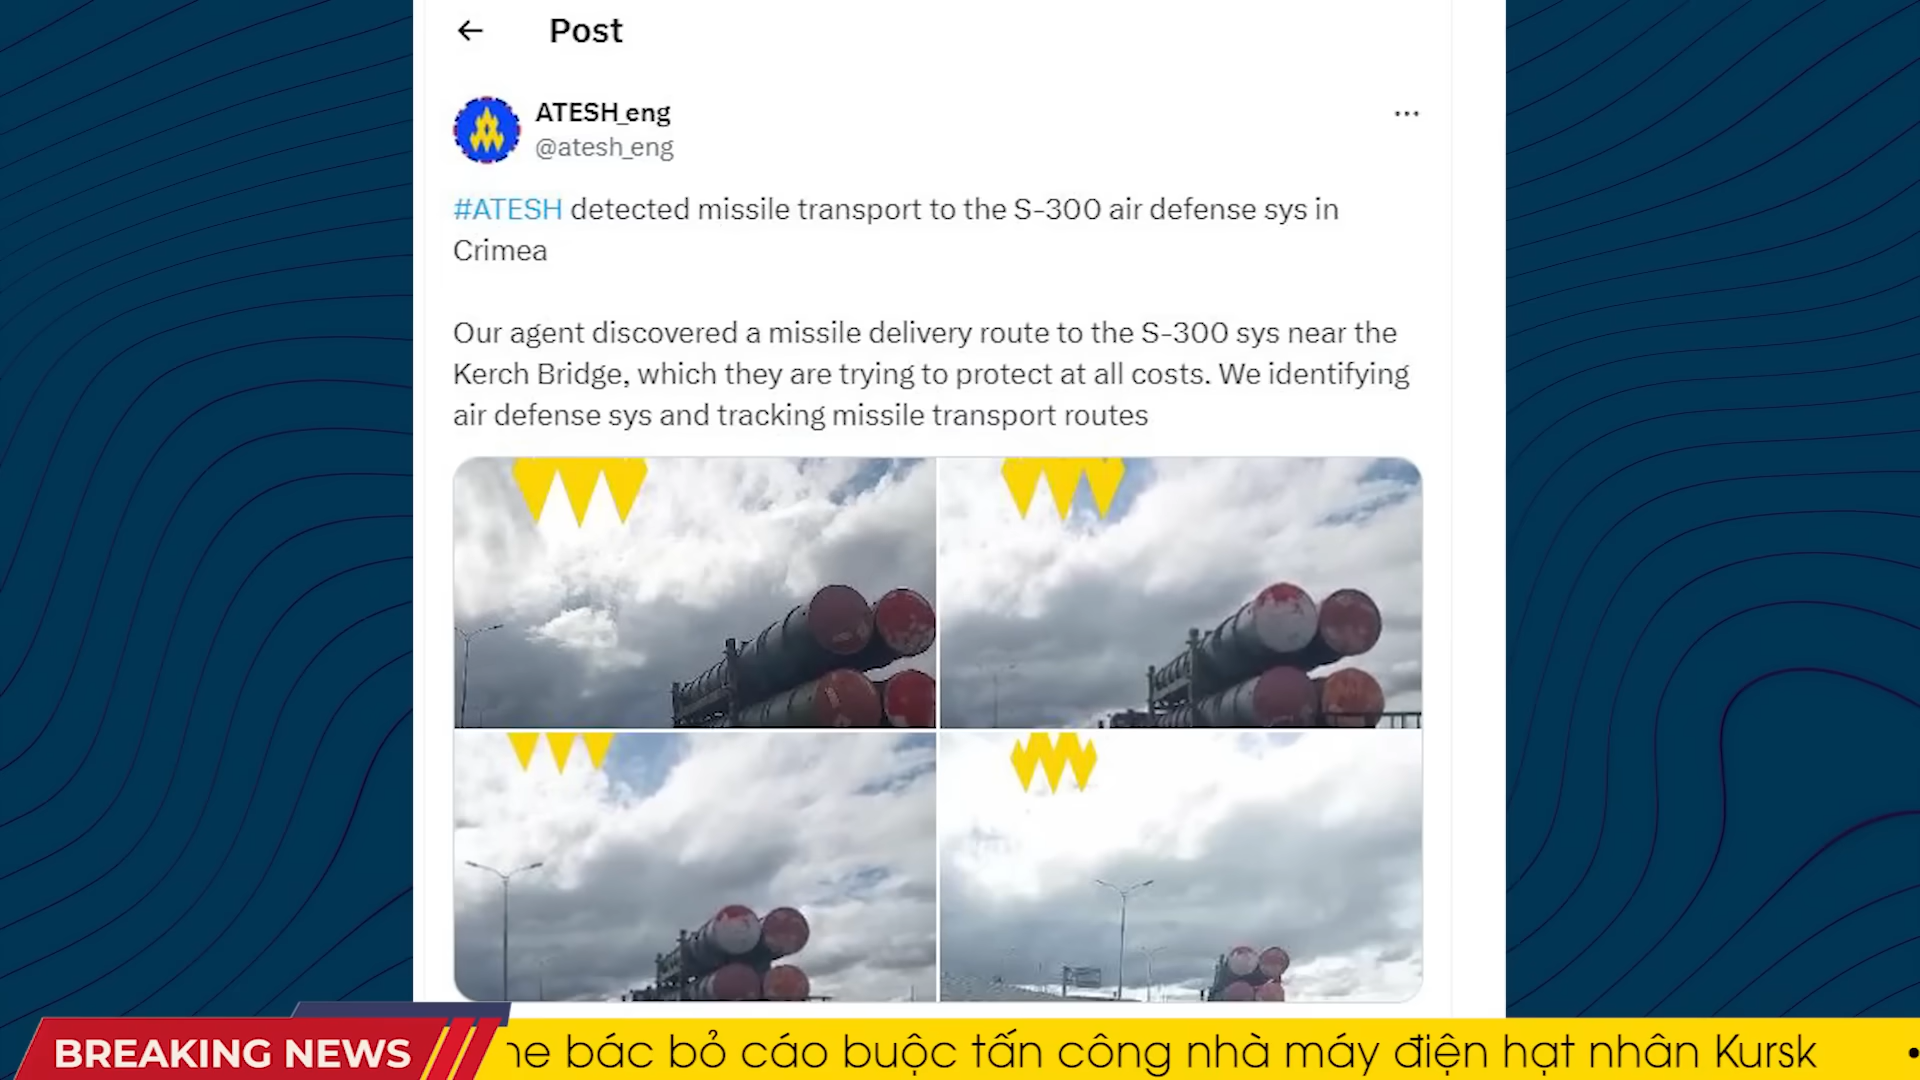 Post
ATESH_eng
@atesh_eng
#ATESH detected missile transport to the S-300 air defense sys in
Crimea
Our agent discovered a missile delivery route to the S-300 sys near the
Kerch Bridge, which they are trying to protect at all costs. We identifying
air defense sys and tracking missile transport routes
BREAKING NEWS
bác bỏ cáo buộc tấn công nhà máy điện hạt nhân Kursk •